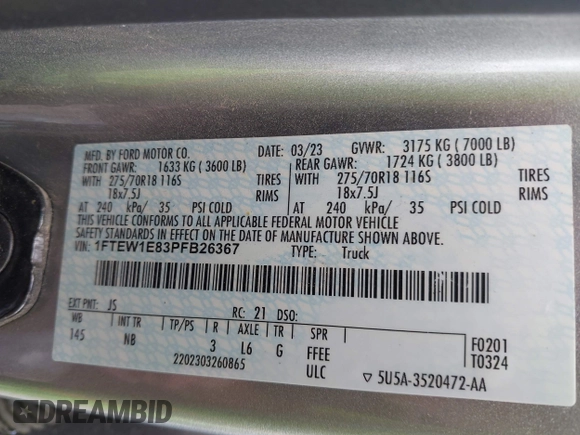 MFD. BY FORD MOTOR CO. DATE: 03/23 GVWR: 3175 KG ( 7000 LB)
FRONT GAWR: 1633 KG ( 3600 LB) REAR GAWR: 1724 KG ( 3800 LB)
WITH 275/70R18 116S TIRES WITH 275/70R18 116S TIRES
18x7.5J RIMS 18x7.5J RIMS
AT 240 kPa/ 35 PSI COLD AT 240 kPa/ 35 PSI COLD
THIS VEHICLE CONFORMS TO ALL APPLICABLE FEDERAL MOTOR VEHICLE
SAFETY STANDARDS IN EFFECT ON THE DATE OF MANUFACTURE SHOWN ABOVE.
VIN: 1FTEW1E83PFB26367 TYPE: Truck
EXT PNT: JS RC: 21 DSO:
WB INT TR TP/PS R AXLE TR SPR F0201
145 NB 3 L6 G FFEE T0324
2202303260865 ULC ▽ 5U5A-3520472-AA
DREAMBID